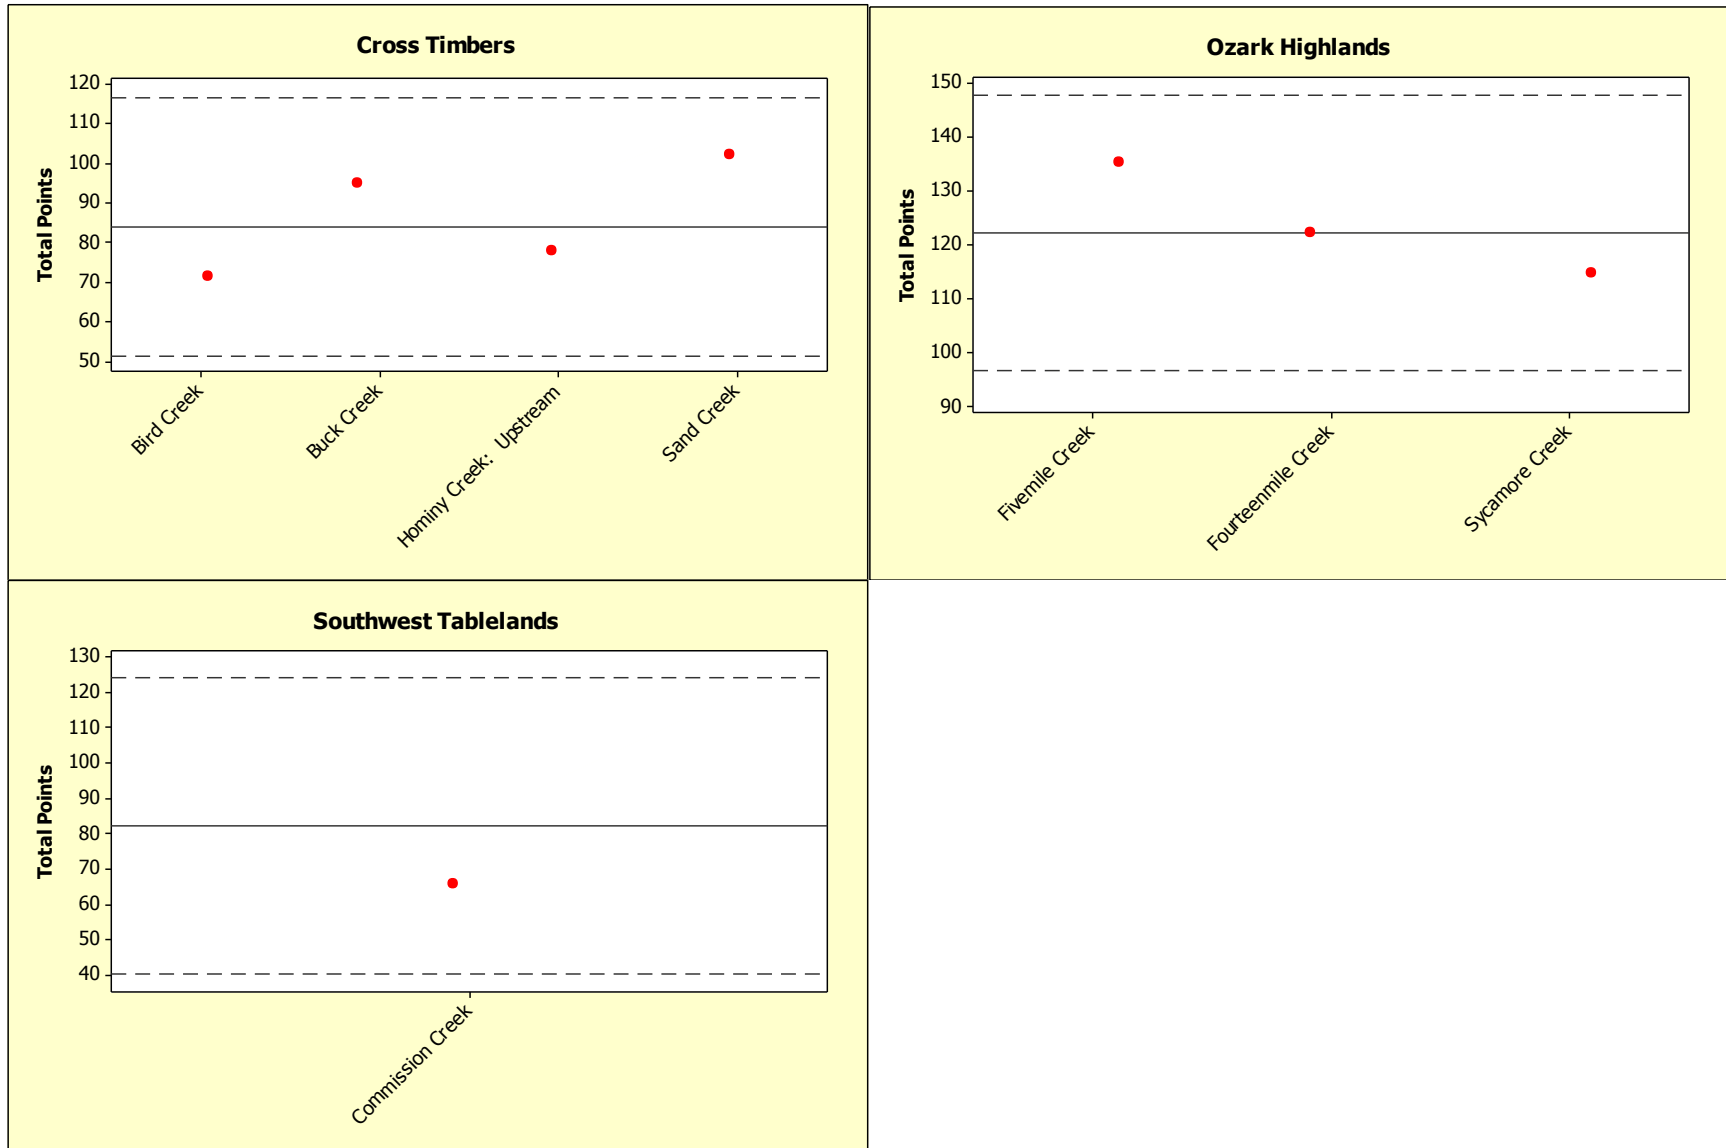 Cross Timbers
120
110
100
90
80
70
60
50
Total Points
Bird Creek
Buck Creek
Hominy Creek: Upstream
Sand Creek
Ozark Highlands
150
140
130
120
110
100
90
Total Points
Fivemile Creek
Fourteenmile Creek
Sycamore Creek
Southwest Tablelands
130
120
110
100
90
80
70
60
50
40
Total Points
Commission Creek